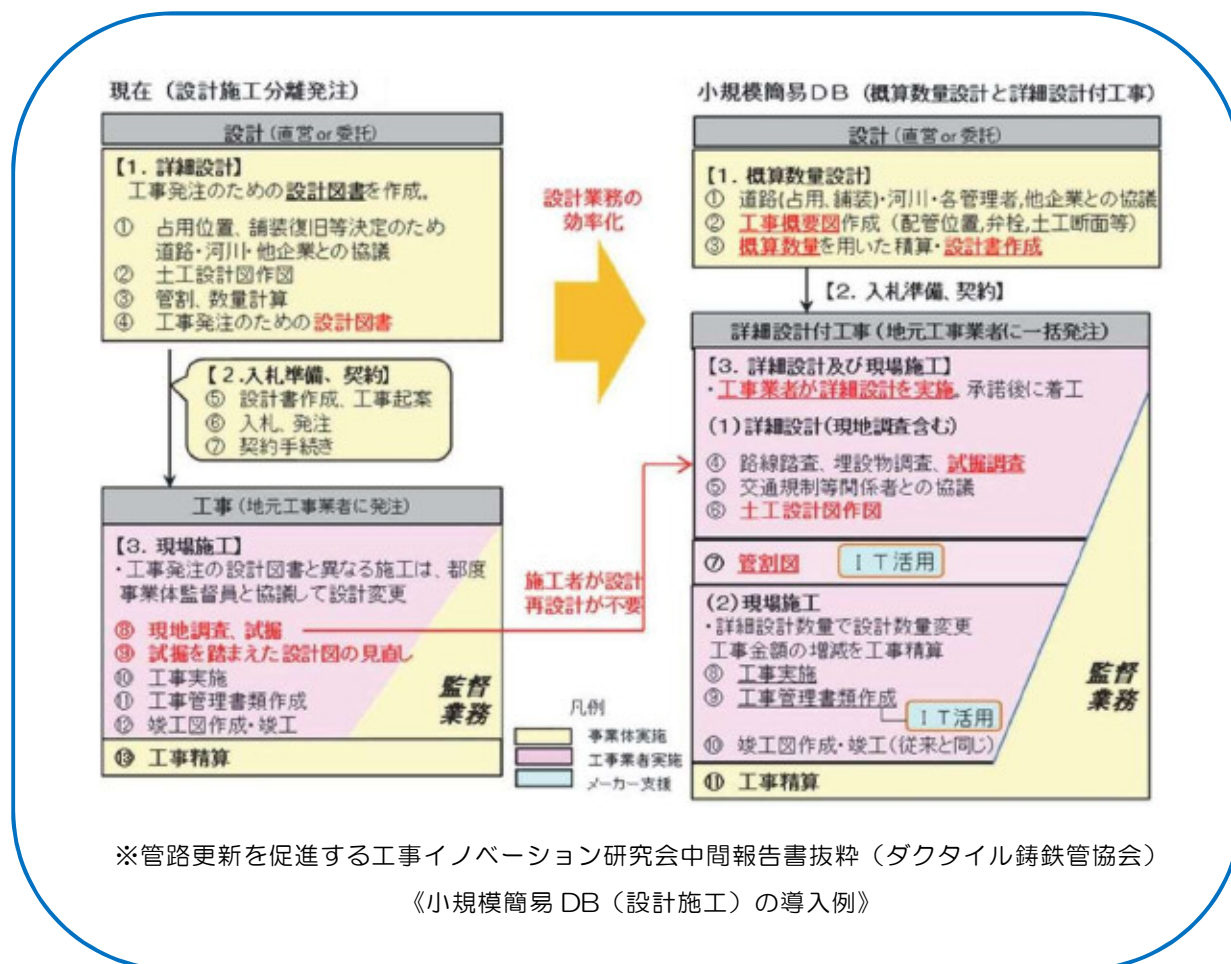 現在（設計施工分離発注）
設計（直営or委託）
【１．詳細設計】
工事発注のための設計図書を作成。
① 占用位置、舗装復旧等決定のため
道路・河川・他企業との協議
② 土工設計図作図
③ 管割、数量計算
④ 工事発注のための設計図書
【２．入札準備、契約】
⑤ 設計書作成、工事起案
⑥ 入札、発注
⑦ 契約手続き
工事（地元工事業者に発注）
【３．現場施工】
・工事発注の設計図書と異なる施工は、都度
事業体監督員と協議して設計変更
⑧ 現地調査、試掘
⑨ 試掘を踏まえた設計図の見直し
⑩ 工事実施
⑪ 工事管理書類作成
⑫ 竣工図作成・竣工
監督
業務
⑬ 工事精算
設計業務の
効率化
施工者が設計
再設計が不要
凡例
事業体実施
工事業者実施
メーカー支援
小規模簡易ＤＢ（概算数量設計と詳細設計付工事）
設計（直営or委託）
【１．概算数量設計】
① 道路(占用,舗装)・河川・各管理者,他企業との協議
② 工事概要図作成（配管位置,弁栓,土工断面等）
③ 概算数量を用いた積算・設計書作成
【２．入札準備、契約】
詳細設計付工事（地元工事業者に一括発注）
【３．詳細設計及び現場施工】
・工事業者が詳細設計を実施。承諾後に着工
（１）詳細設計（現地調査含む）
④ 路線踏査、埋設物調査、試掘調査
⑤ 交通規制等関係者との協議
⑥ 土工設計図作図
⑦ 管割図 ＩＴ活用
（２）現場施工
・詳細設計数量で設計数量変更
工事金額の増減を工事精算
⑧ 工事実施
⑨ 工事管理書類作成
ＩＴ活用
⑩ 竣工図作成・竣工（従来と同じ）
監督
業務
⑪ 工事精算
※管路更新を促進する工事イノベーション研究会中間報告書抜粋（ダクタイル鋳鉄管協会）
《小規模簡易 DB（設計施工）の導入例》